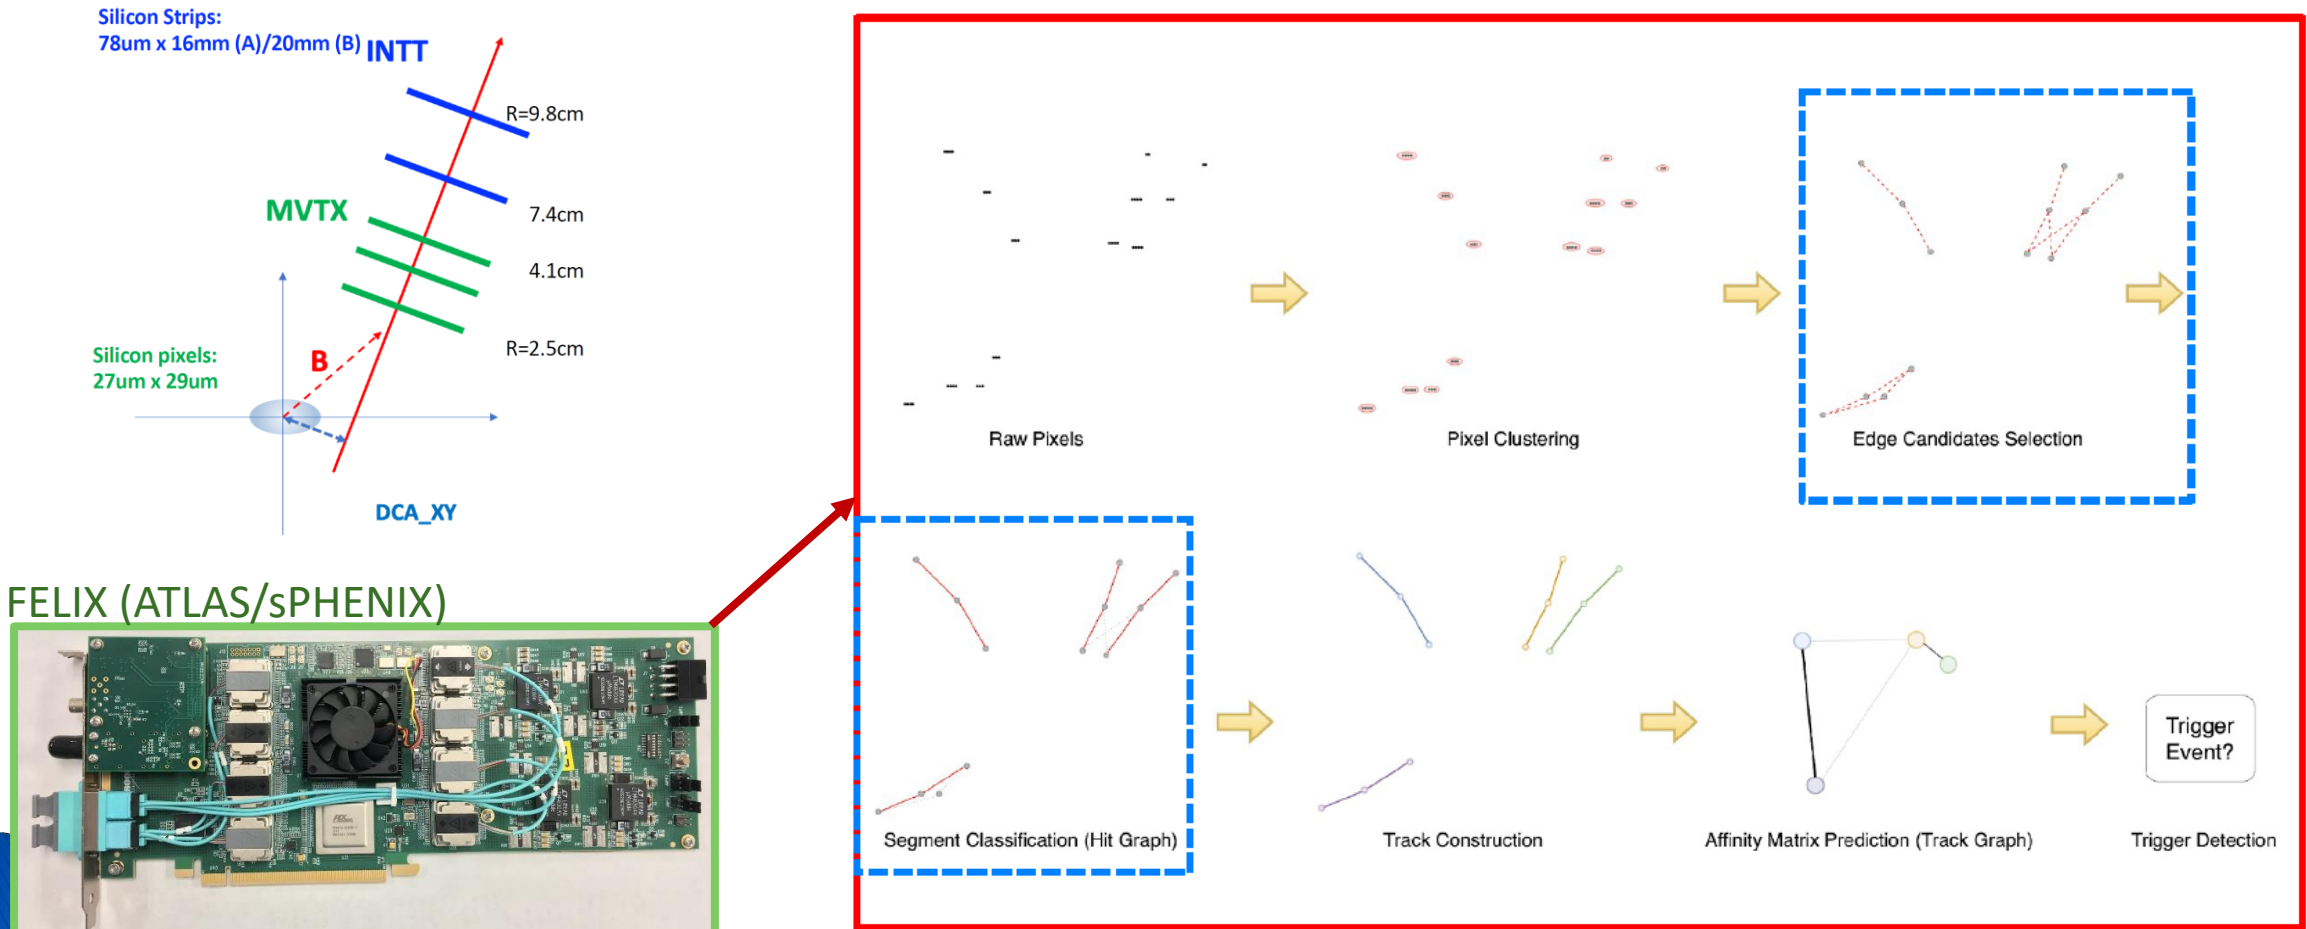 Silicon Strips:
78um x 16mm (A)/20mm (B)
INTT
R=9.8cm
7.4cm
MVTX
4.1cm
R=2.5cm
Silicon pixels:
27um x 29um
B
DCA_XY
FELIX (ATLAS/sPHENIX)
Raw Pixels
Pixel Clustering
Edge Candidates Selection
Segment Classification (Hit Graph)
Track Construction
Affinity Matrix Prediction (Track Graph)
Trigger
Event?
Trigger Detection